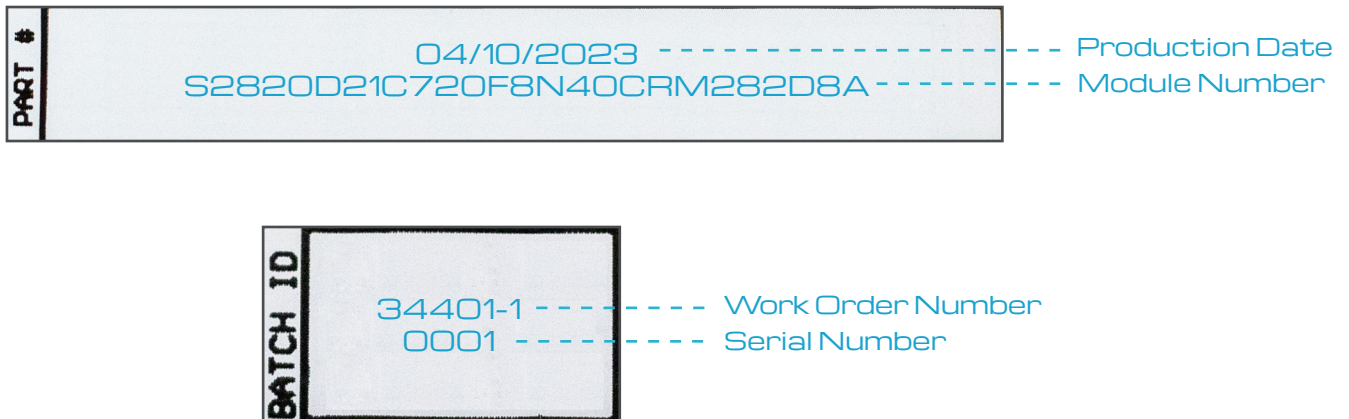 PART #
04/10/2023
S2820D21C720F8N40CRM282D8A
Production Date
Module Number
BATCH ID
34401-1
0001
Work Order Number
Serial Number